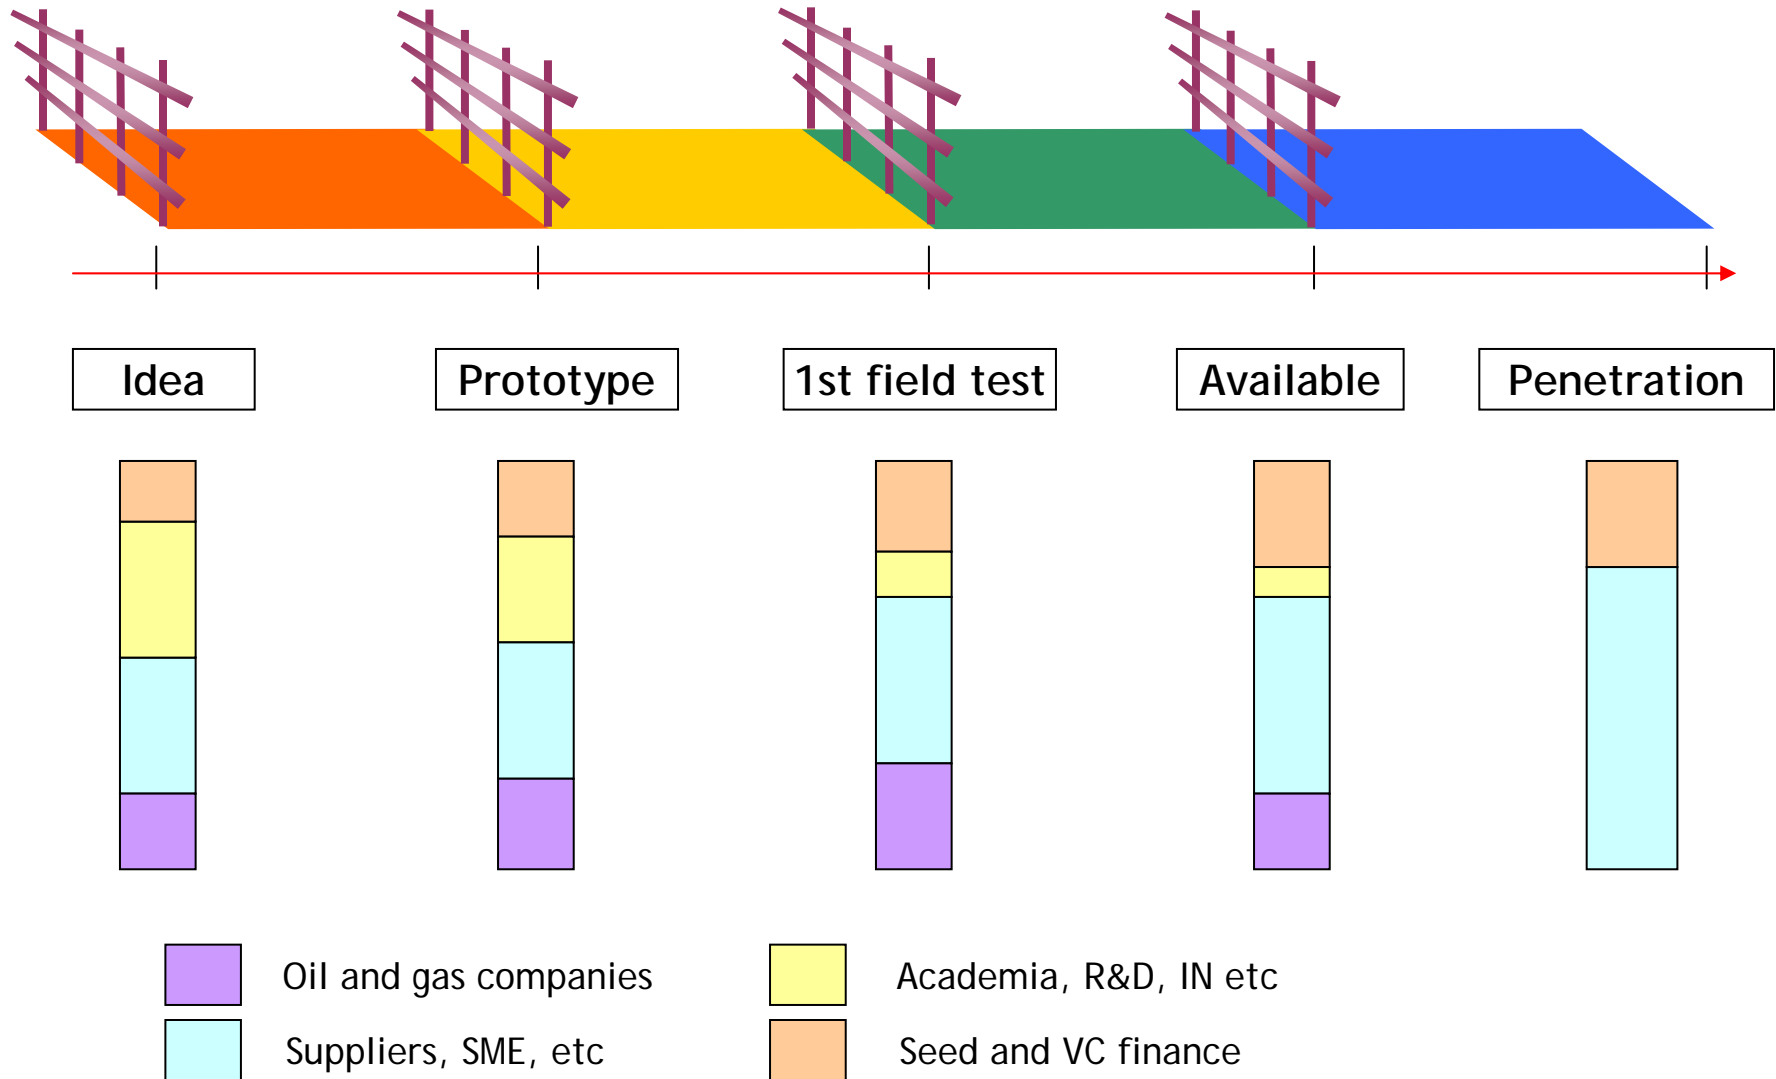 Idea
Prototype
1st field test
Available
Penetration
Oil and gas companies
Academia, R&D, IN etc
Suppliers, SME, etc
Seed and VC finance